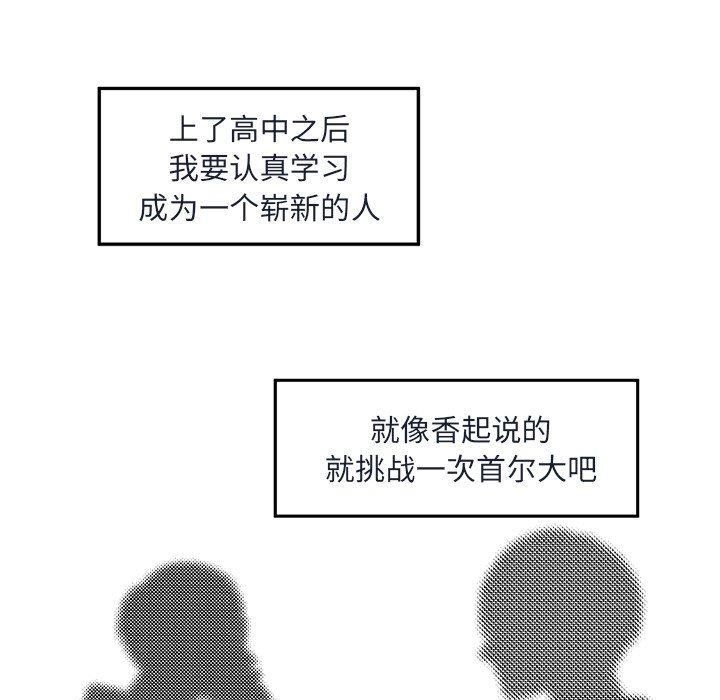 上了高中之后
我要认真学习
成为一个崭新的人
就像香起说的
就挑战一次首尔大吧